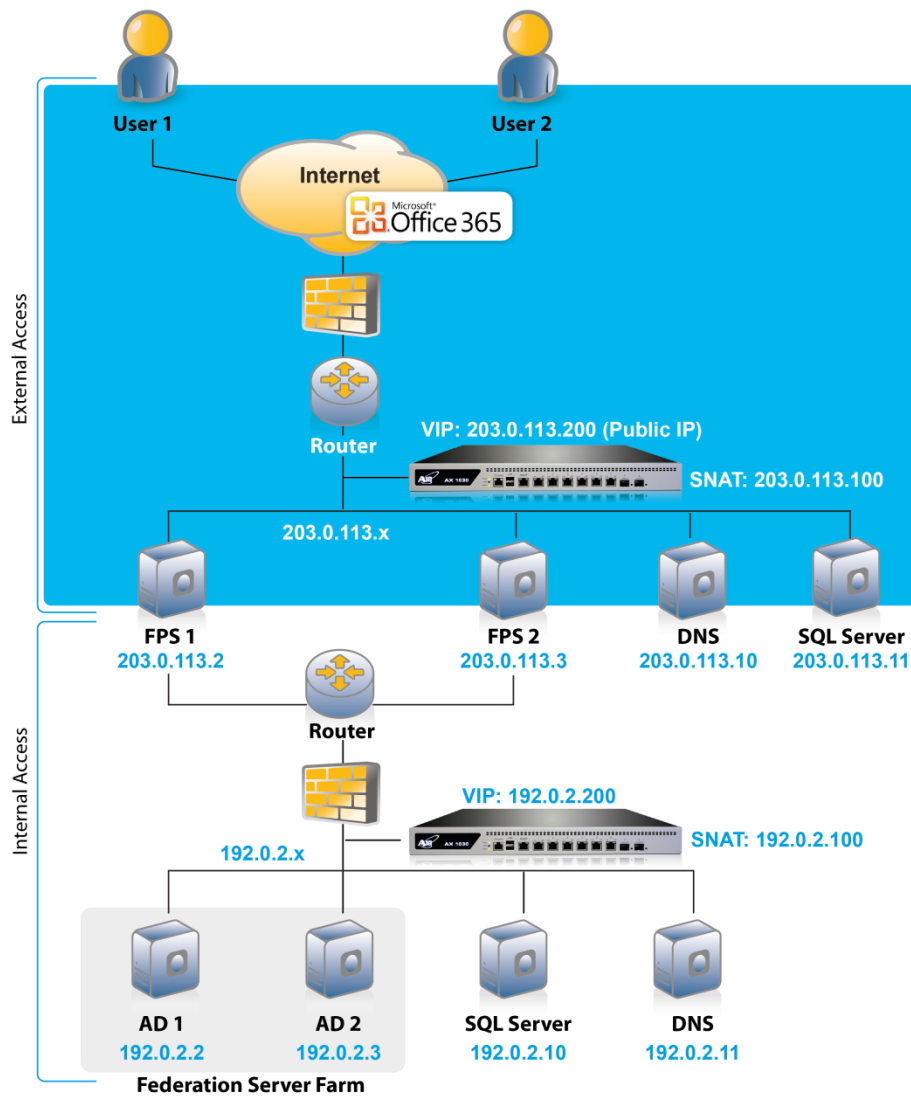 User 1
User 2
Internet
Microsoft®
Office 365
External Access
Router
VIP: 203.0.113.200 (Public IP)
AX 1030
SNAT: 203.0.113.100
203.0.113.x
FPS 1
203.0.113.2
FPS 2
203.0.113.3
DNS
203.0.113.10
SQL Server
203.0.113.11
Internal Access
Router
VIP: 192.0.2.200
AX 1030
SNAT: 192.0.2.100
192.0.2.x
AD 1
192.0.2.2
AD 2
192.0.2.3
SQL Server
192.0.2.10
DNS
192.0.2.11
Federation Server Farm